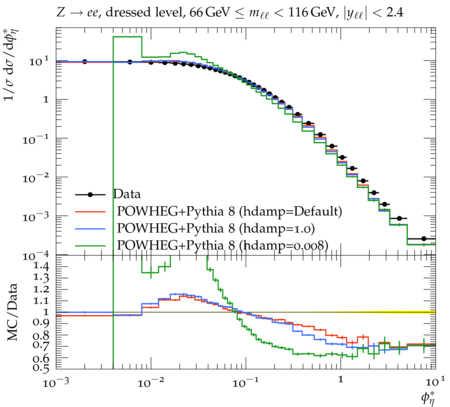 Z → ee, dressed level, 66 GeV ≤ mℓℓ < 116 GeV, |yℓℓ| < 2.4
1/σ dσ/dϕ*η
10¹
1
10⁻¹
10⁻²
10⁻³
10⁻⁴
Data
POWHEG+Pythia 8 (hdamp=Default)
POWHEG+Pythia 8 (hdamp=1.0)
POWHEG+Pythia 8 (hdamp=0.008)
MC/Data
1.4
1.3
1.2
1.1
1
0.9
0.8
0.7
0.6
0.5
10⁻³ 10⁻² 10⁻¹ 1 10¹
ϕ*η